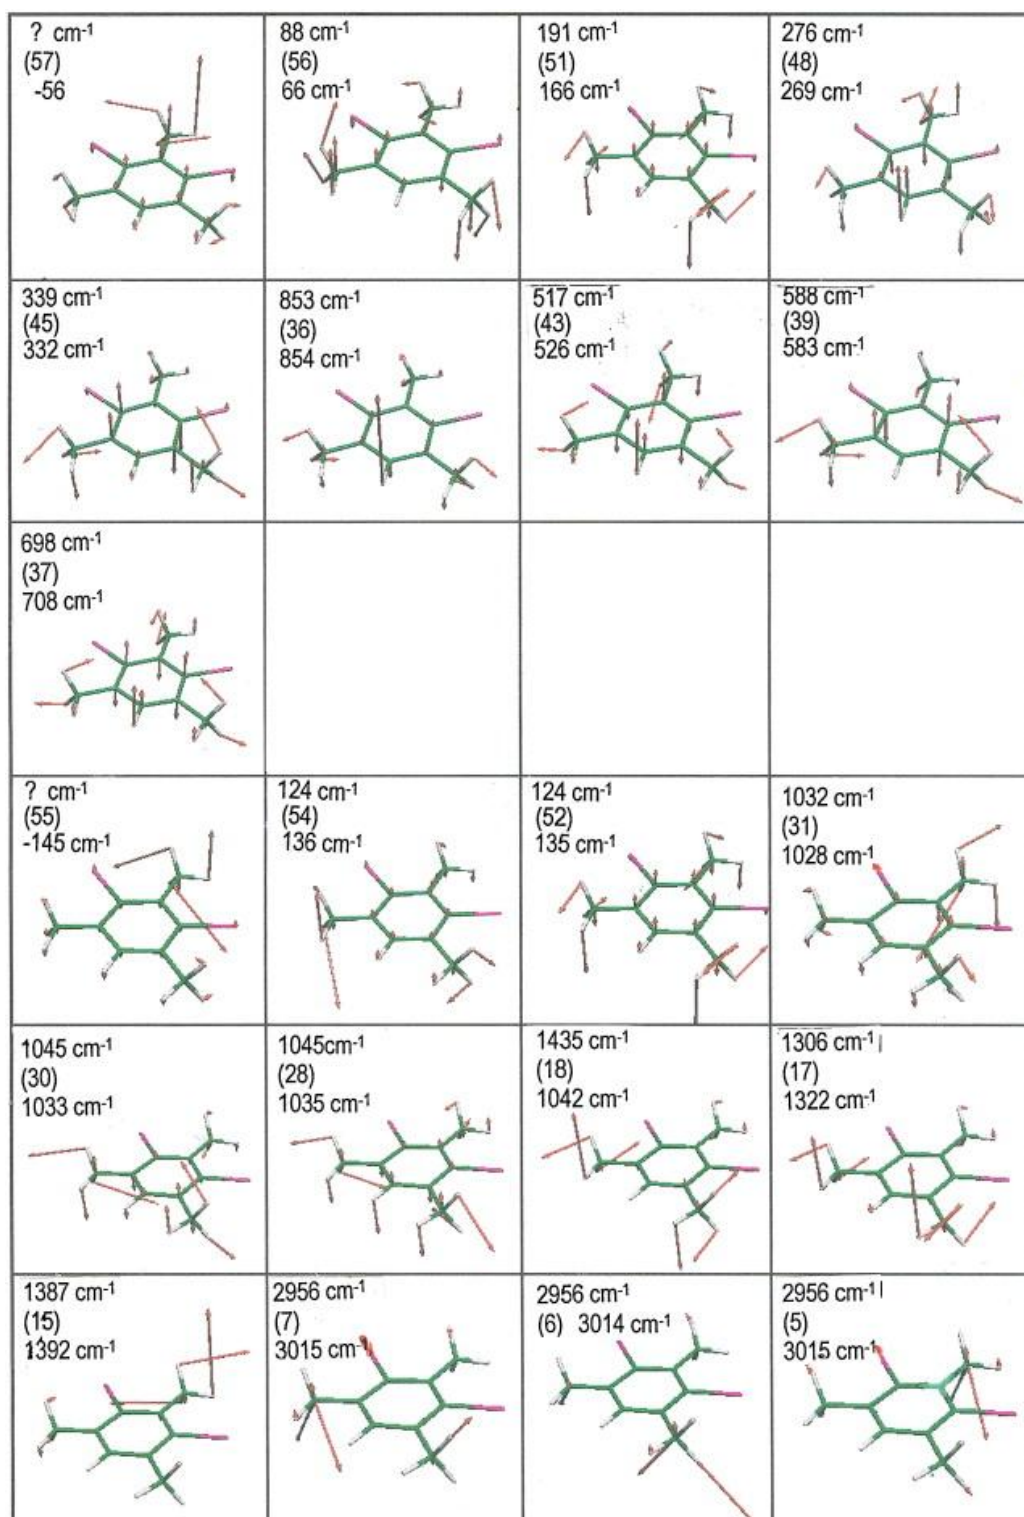 ? cm-1
(57)
-56
88 cm-1
(56)
66 cm-1
191 cm-1
(51)
166 cm-1
276 cm-1
(48)
269 cm-1
339 cm-1
(45)
332 cm-1
853 cm-1
(36)
854 cm-1
517 cm-1
(43)
526 cm-1
588 cm-1
(39)
583 cm-1
698 cm-1
(37)
708 cm-1
? cm-1
(55)
-145 cm-1
124 cm-1
(54)
136 cm-1
124 cm-1
(52)
135 cm-1
1032 cm-1
(31)
1028 cm-1
1045 cm-1
(30)
1033 cm-1
1045cm-1
(28)
1035 cm-1
1435 cm-1
(18)
1042 cm-1
1306 cm-1
(17)
1322 cm-1
1387 cm-1
(15)
1392 cm-1
2956 cm-1
(7)
3015 cm-1
2956 cm-1
(6) 3014 cm-1
2956 cm-1
(5)
3015 cm-1